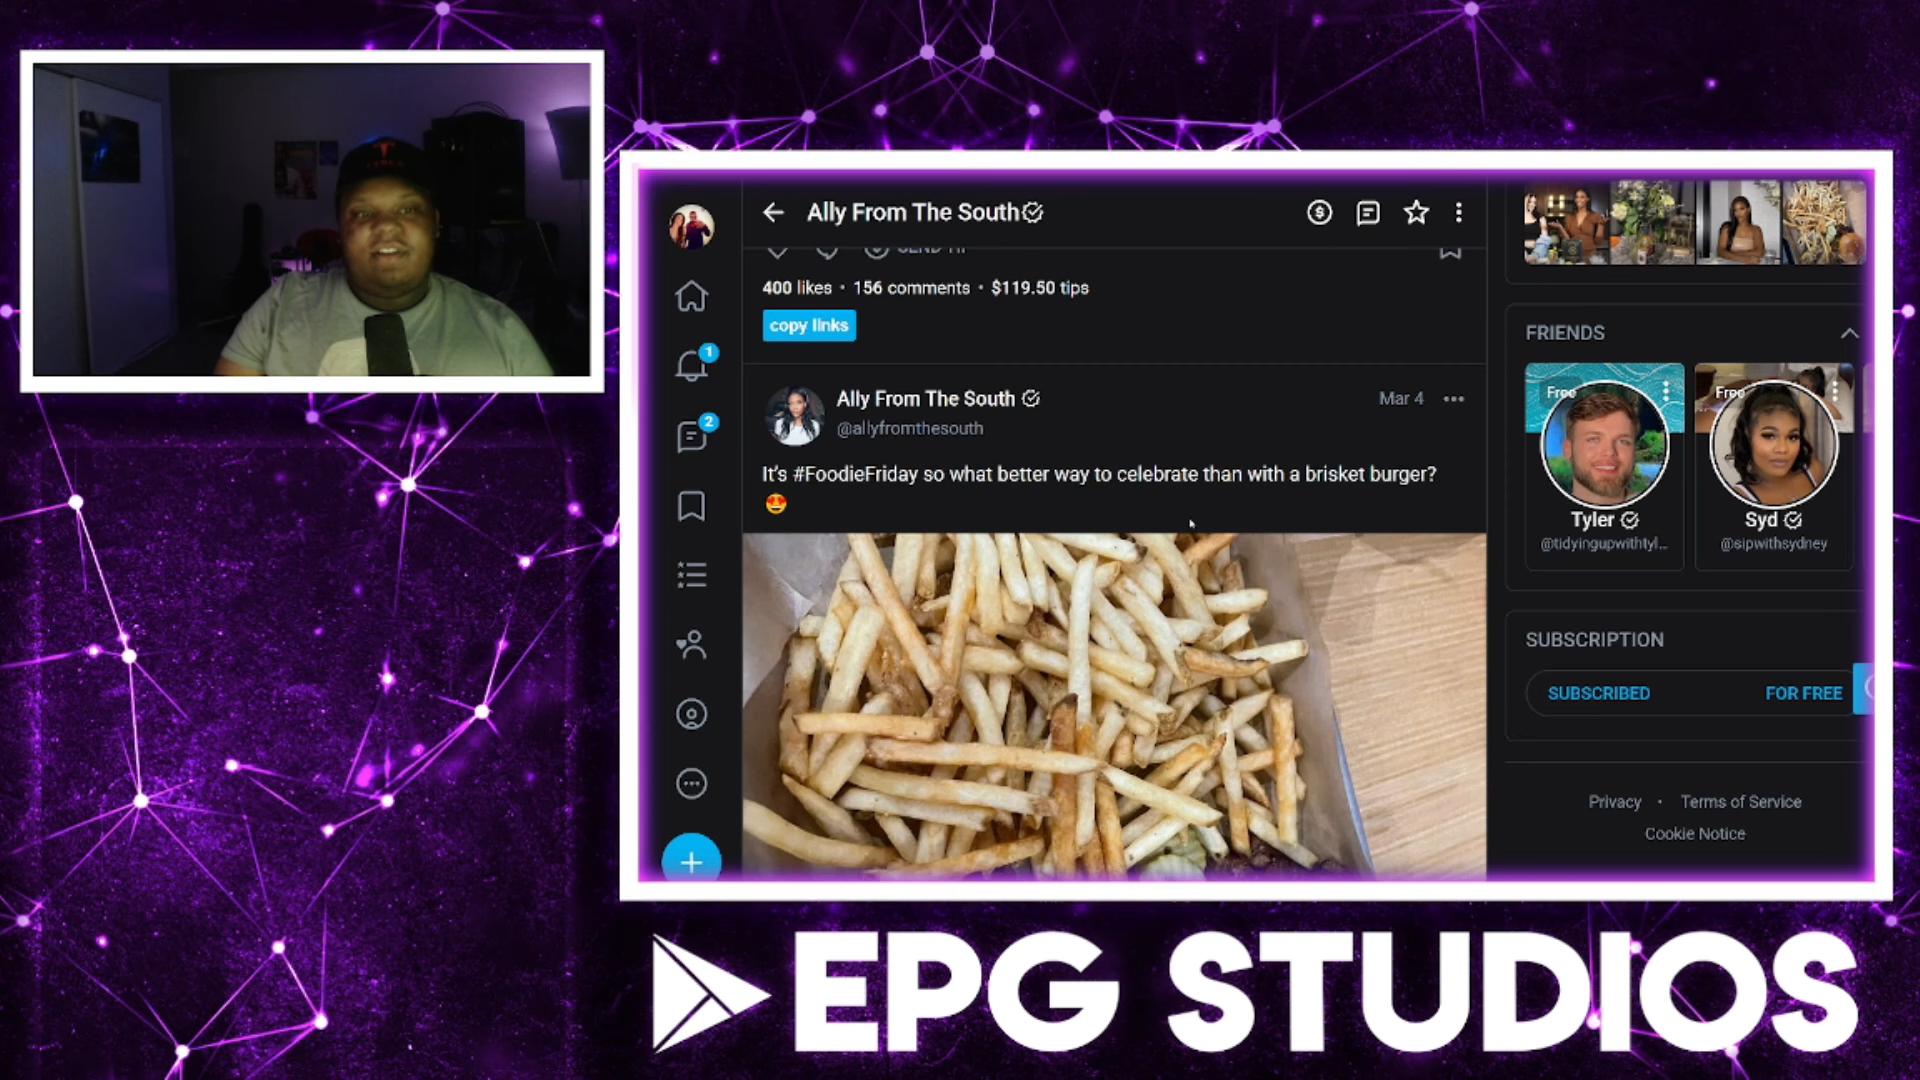 Ally From The South
400 likes • 156 comments • $119.50 tips
copy links
1
2
Ally From The South
@allyfromthesouth
Mar 4
It's #FoodieFriday so what better way to celebrate than with a brisket burger?
FRIENDS
Free
Tyler
@tidyingupwithtyl...
Free
Syd
@sipwithsydney
SUBSCRIPTION
SUBSCRIBED FOR FREE
Privacy • Terms of Service
Cookie Notice
EPG STUDIOS